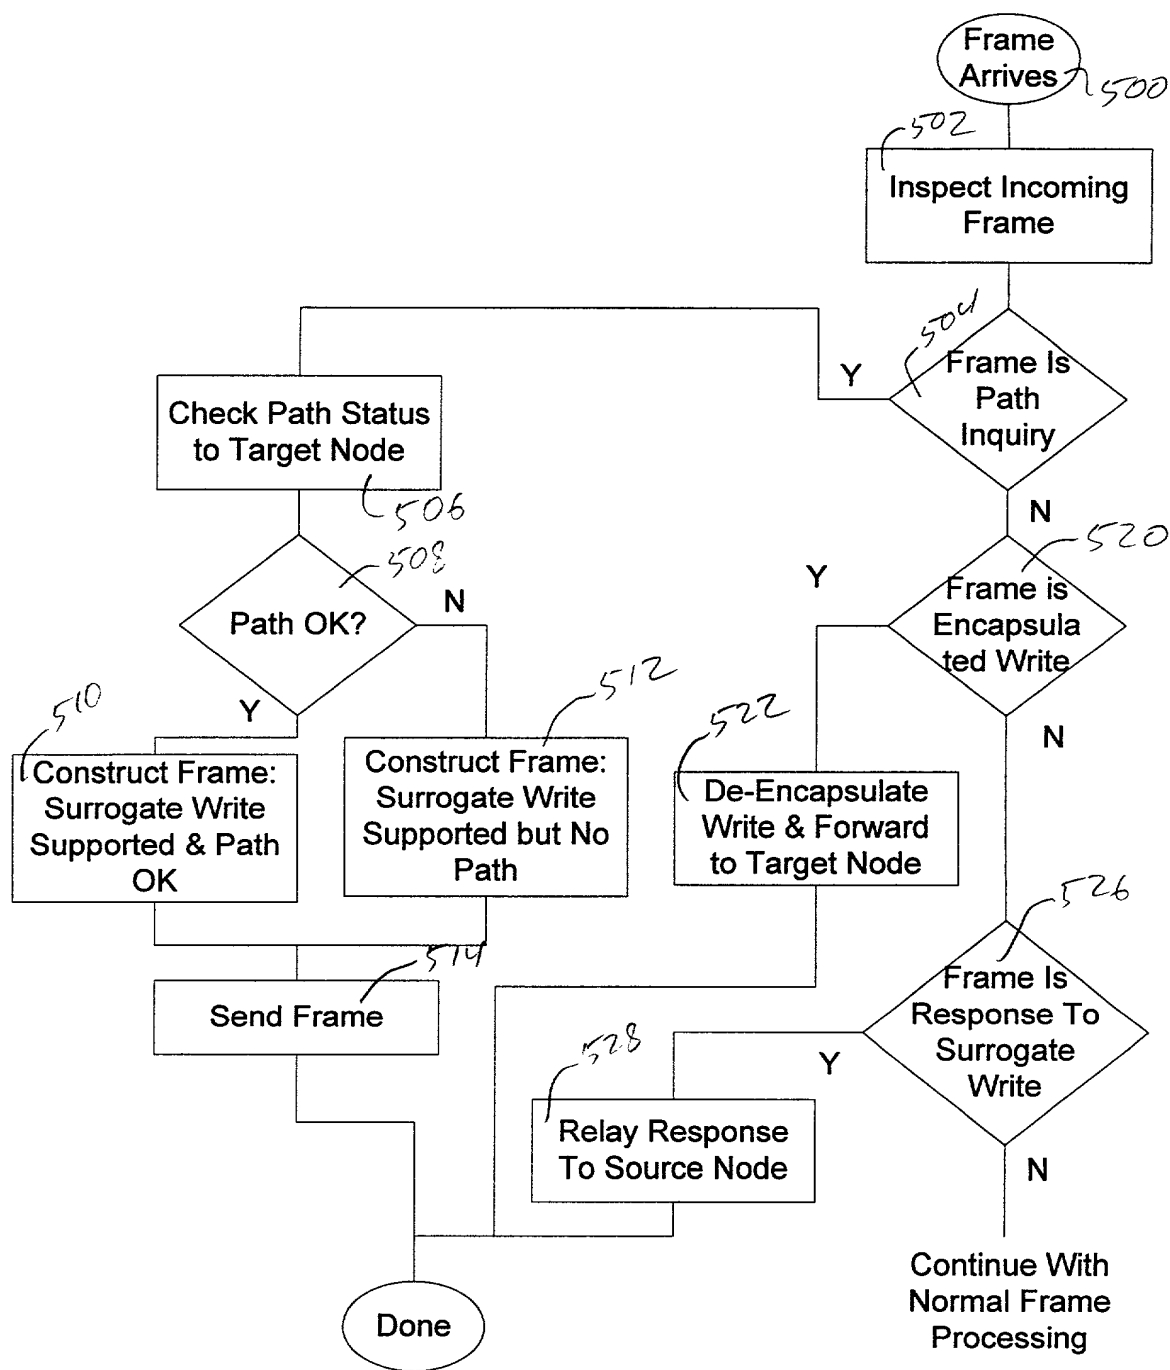 Frame
Arrives
500
502
Inspect Incoming
Frame
504
Frame Is
Path
Inquiry
Y
N
Check Path Status
to Target Node
506
508
Path OK?
N
Y
510
Construct Frame:
Surrogate Write
Supported & Path
OK
512
Construct Frame:
Surrogate Write
Supported but No
Path
514
Send Frame
520
Frame is
Encapsula
ted Write
Y
N
522
De-Encapsulate
Write & Forward
to Target Node
526
Frame Is
Response To
Surrogate
Write
Y
N
528
Relay Response
To Source Node
Done
Continue With
Normal Frame
Processing